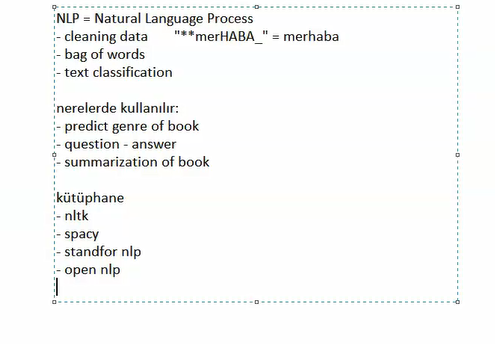 NLP = Natural Language Process
- cleaning data "**merHABA_" = merhaba
- bag of words
- text classification
nerelerde kullanılır:
- predict genre of book
- question - answer
- summarization of book
kütüphane
- nltk
- spacy
- standfor nlp
- open nlp